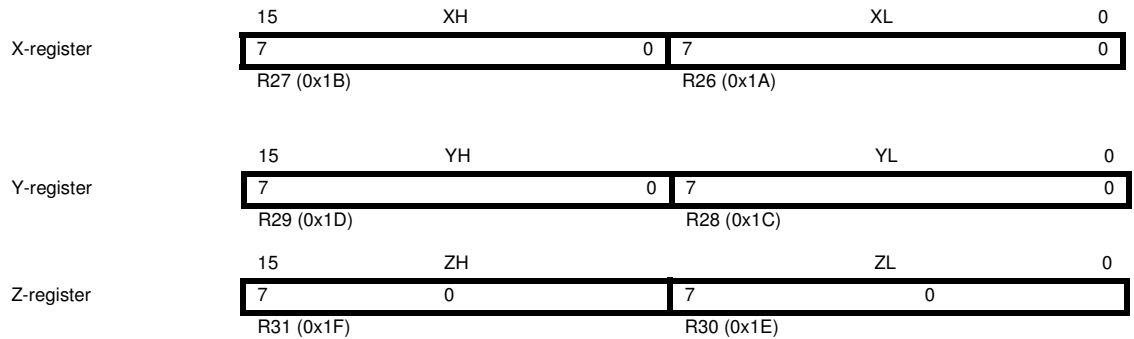 15 XH XL 0
X-register 7 0 7 0
R27 (0x1B) R26 (0x1A)
15 YH YL 0
Y-register 7 0 7 0
R29 (0x1D) R28 (0x1C)
15 ZH ZL 0
Z-register 7 0 7 0
R31 (0x1F) R30 (0x1E)